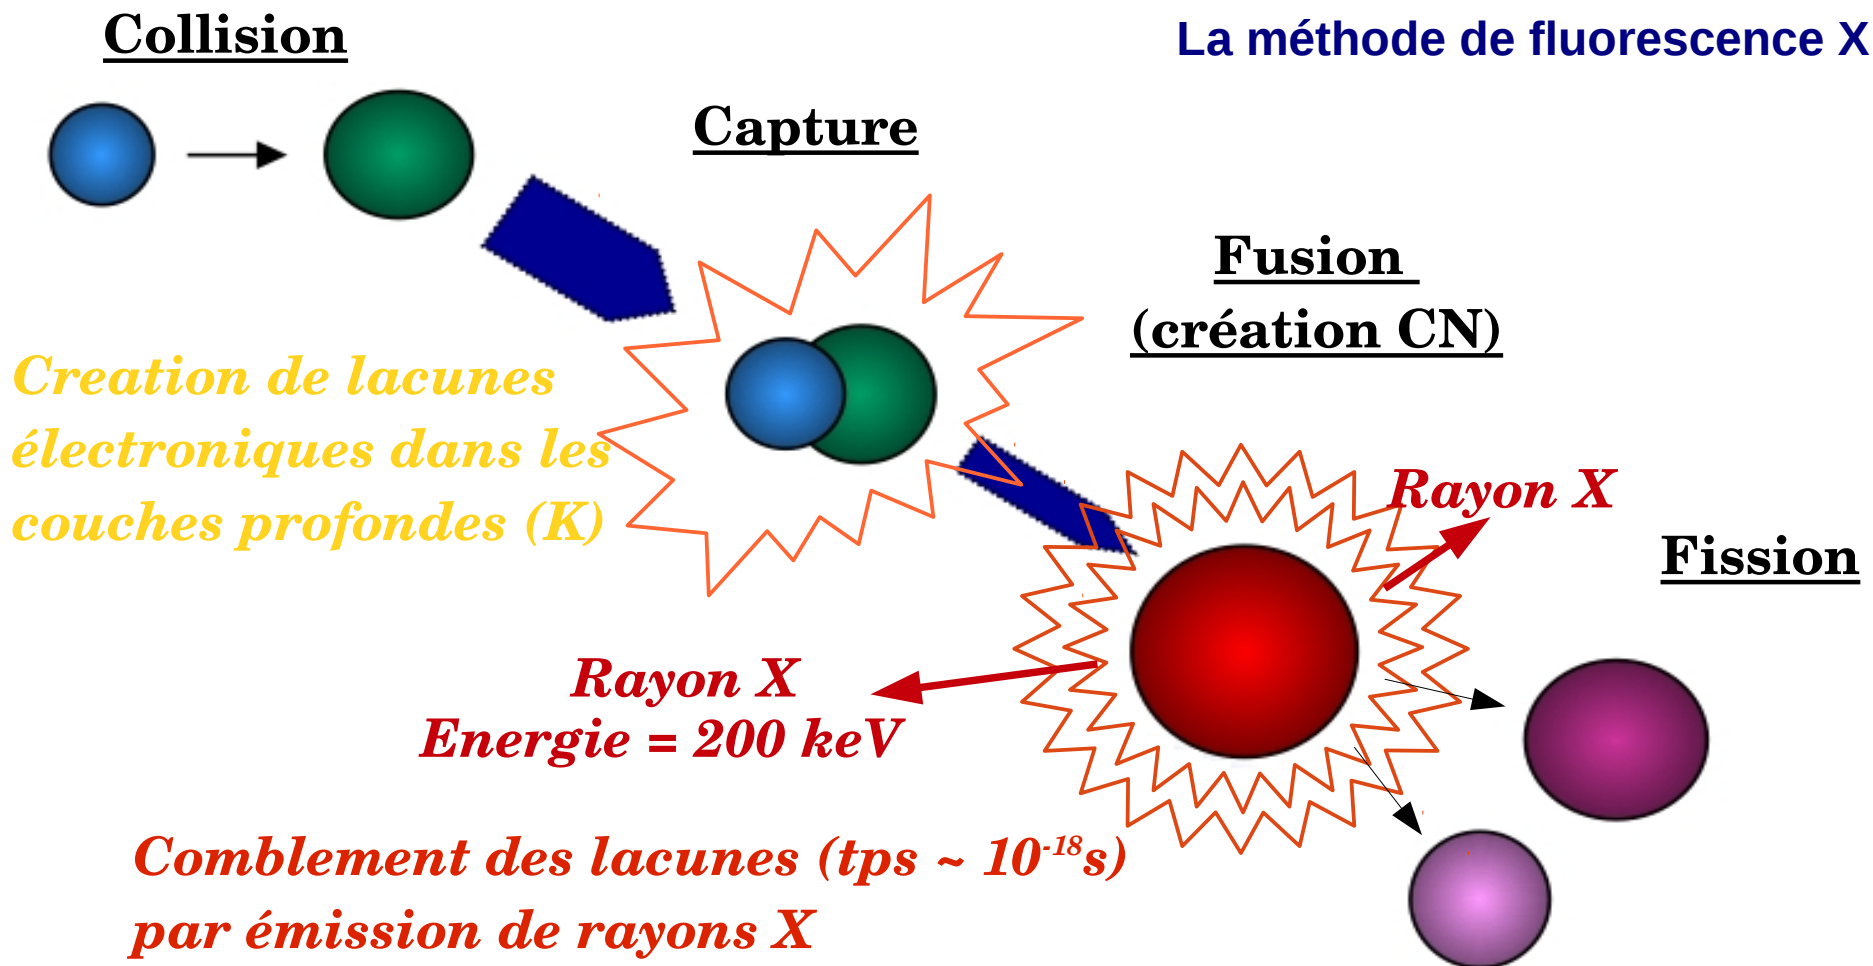 Collision
La méthode de fluorescence X
Capture
Fusion
(création CN)
Creation de lacunes
électroniques dans les
couches profondes (K)
Rayon X
Fission
Rayon X
Energie = 200 keV
Comblement des lacunes (tps ~ 10⁻¹⁸s)
par émission de rayons X